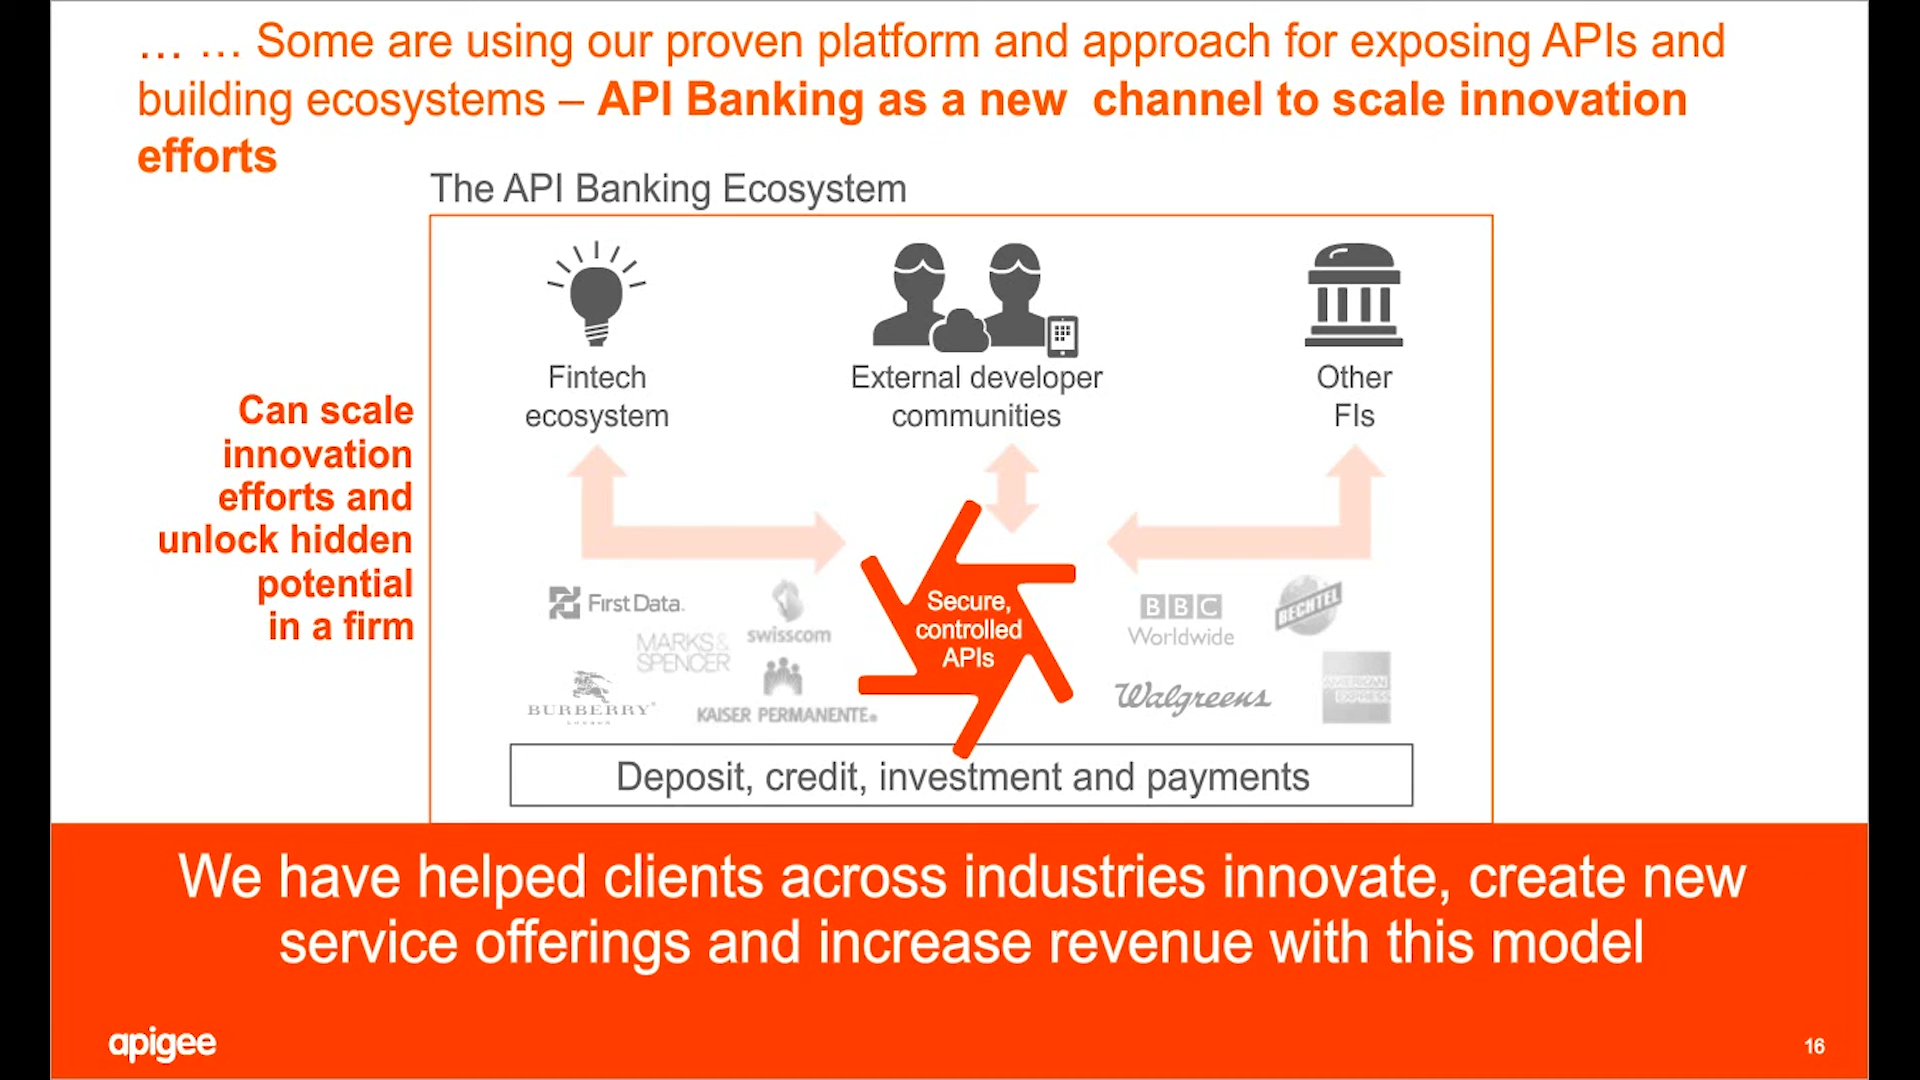 ... ... Some are using our proven platform and approach for exposing APIs and
building ecosystems – API Banking as a new channel to scale innovation
efforts
The API Banking Ecosystem
Fintech
ecosystem
External developer
communities
Other
FIs
Can scale
innovation
efforts and
unlock hidden
potential
in a firm
First Data.
MARKS &
SPENCER
swisscom
BURBERRY
LONDON
KAISER PERMANENTE®
Secure,
controlled
APIs
BBC
Worldwide
BECHTEL
Walgreens
AMERICAN
EXPRESS
Deposit, credit, investment and payments
We have helped clients across industries innovate, create new
service offerings and increase revenue with this model
apigee
16